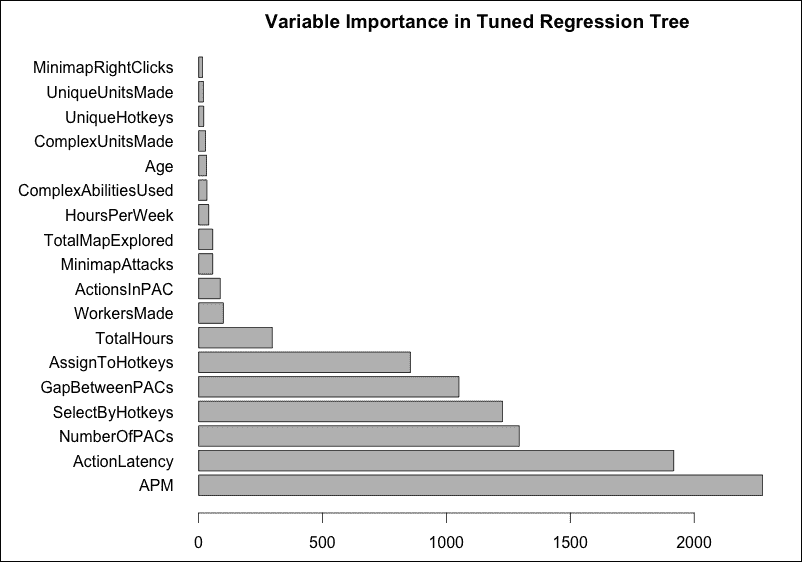 Variable Importance in Tuned Regression Tree
MinimapRightClicks
UniqueUnitsMade
UniqueHotkeys
ComplexUnitsMade
Age
ComplexAbilitiesUsed
HoursPerWeek
TotalMapExplored
MinimapAttacks
ActionsInPAC
WorkersMade
TotalHours
AssignToHotkeys
GapBetweenPACs
SelectByHotkeys
NumberOfPACs
ActionLatency
APM
0 500 1000 1500 2000